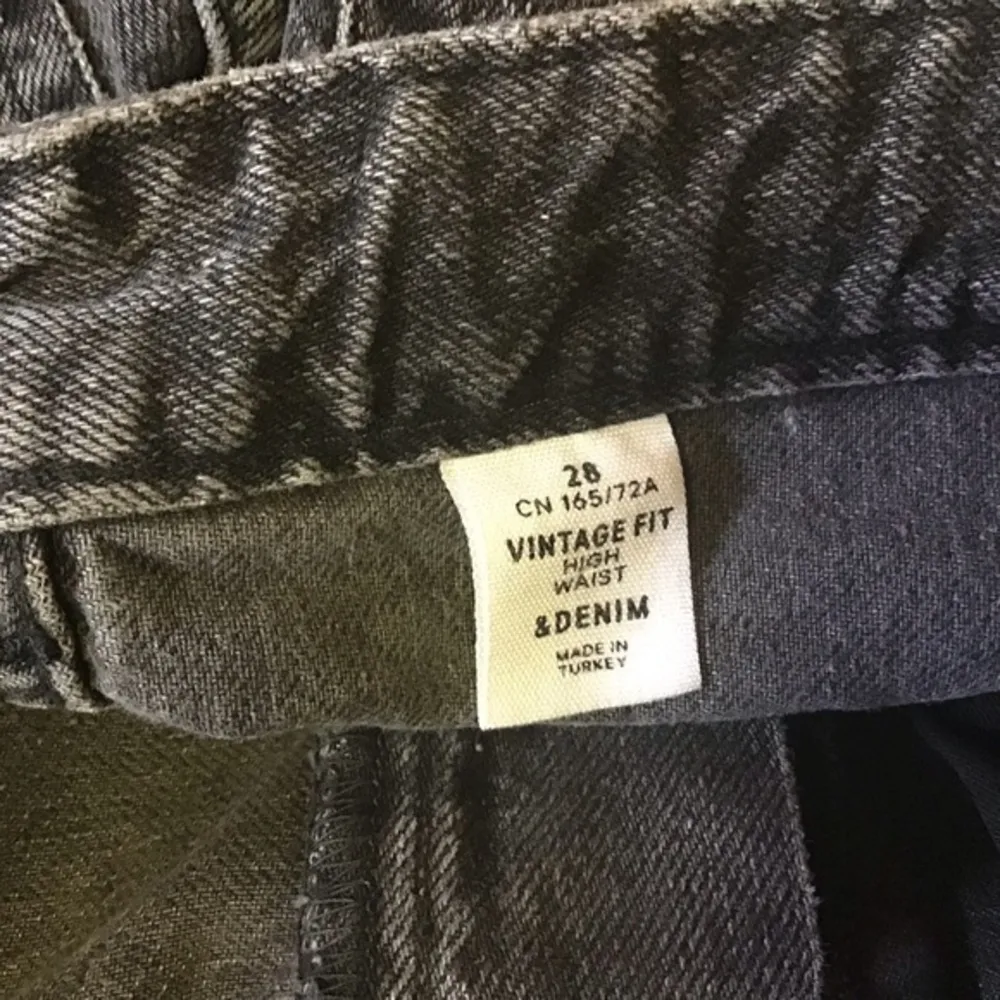 28
CN 165/72A
VINTAGE FIT
HIGH
WAIST
&DENIM
MADE IN
TURKEY